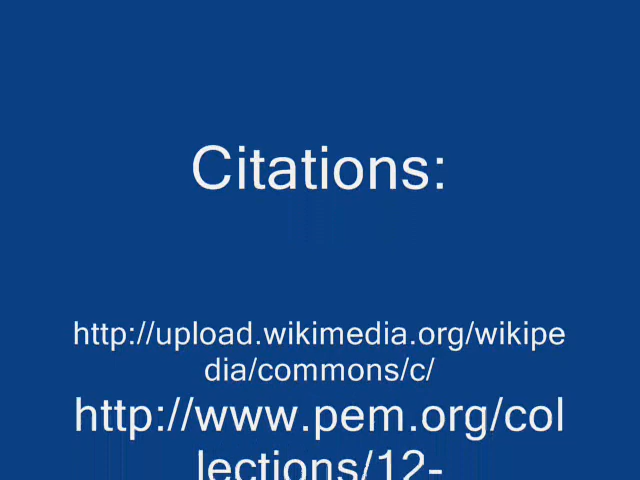 Citations:
http://upload.wikimedia.org/wikipe
dia/commons/c/
http://www.pem.org/col
lections/12-